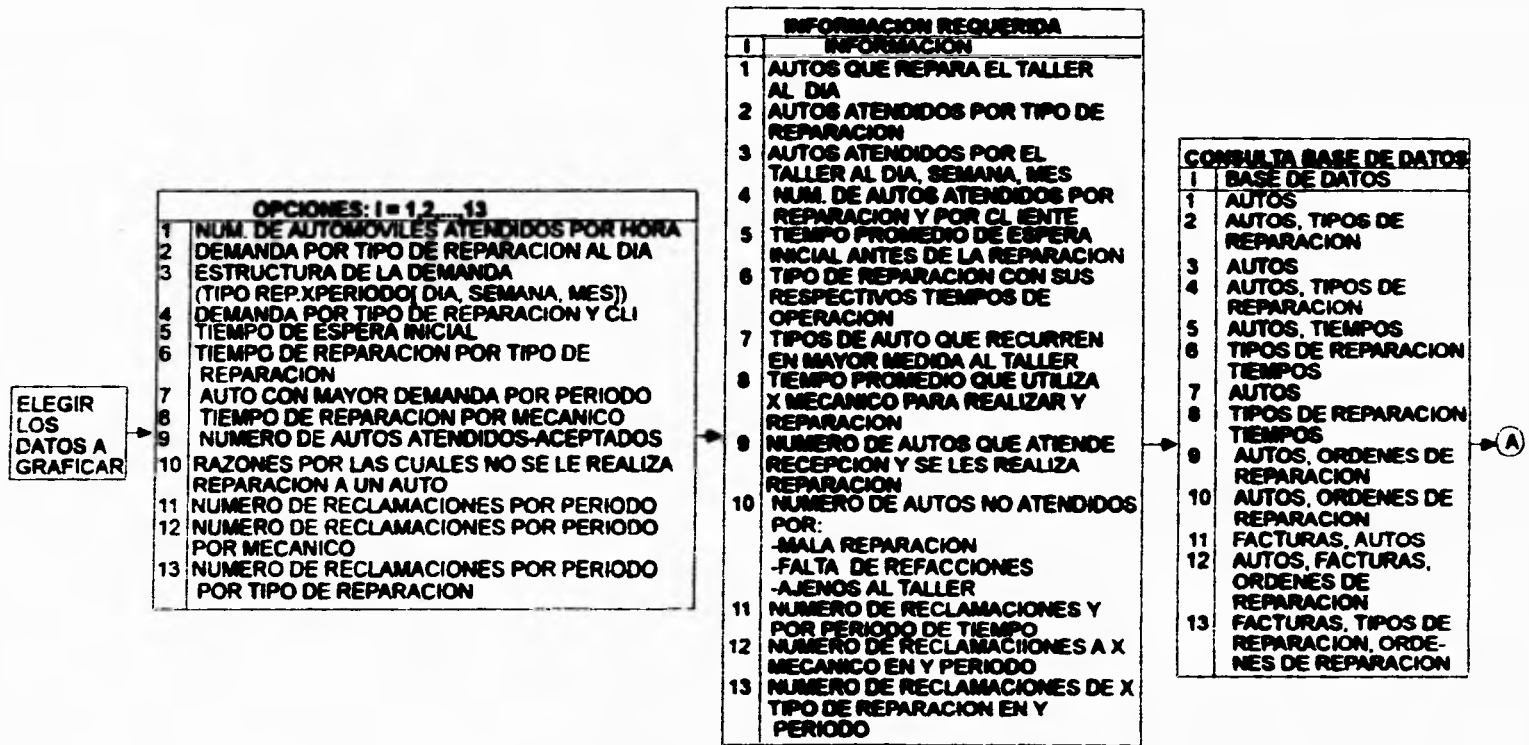 ELEGIR
LOS
DATOS A
GRAFICAR
OPCIONES: I = 1,2,...,13
1 NUM. DE AUTOMOVILES ATENDIDOS POR HORA
2 DEMANDA POR TIPO DE REPARACION AL DIA
3 ESTRUCTURA DE LA DEMANDA
(TIPO REP.XPERIODO[ DIA, SEMANA, MES])
4 DEMANDA POR TIPO DE REPARACION Y CLI
5 TIEMPO DE ESPERA INICIAL
6 TIEMPO DE REPARACION POR TIPO DE
REPARACION
7 AUTO CON MAYOR DEMANDA POR PERIODO
8 TIEMPO DE REPARACION POR MECANICO
9 NUMERO DE AUTOS ATENDIDOS-ACEPTADOS
10 RAZONES POR LAS CUALES NO SE LE REALIZA
REPARACION A UN AUTO
11 NUMERO DE RECLAMACIONES POR PERIODO
12 NUMERO DE RECLAMACIONES POR PERIODO
POR MECANICO
13 NUMERO DE RECLAMACIONES POR PERIODO
POR TIPO DE REPARACION
INFORMACION REQUERIDA
I INFORMACION
1 AUTOS QUE REPARA EL TALLER
AL DIA
2 AUTOS ATENDIDOS POR TIPO DE
REPARACION
3 AUTOS ATENDIDOS POR EL
TALLER AL DIA, SEMANA, MES
4 NUM. DE AUTOS ATENDIDOS POR
REPARACION Y POR CL IENTE
5 TIEMPO PROMEDIO DE ESPERA
INICIAL ANTES DE LA REPARACION
6 TIPO DE REPARACION CON SUS
RESPECTIVOS TIEMPOS DE
OPERACION
7 TIPOS DE AUTO QUE RECURREN
EN MAYOR MEDIDA AL TALLER
8 TIEMPO PROMEDIO QUE UTILIZA
X MECANICO PARA REALIZAR Y
REPARACION
9 NUMERO DE AUTOS QUE ATIENDE
RECEPCION Y SE LES REALIZA
REPARACION
10 NUMERO DE AUTOS NO ATENDIDOS
POR:
-MALA REPARACION
-FALTA DE REFACCIONES
-AJENOS AL TALLER
11 NUMERO DE RECLAMACIONES Y
POR PERIODO DE TIEMPO
12 NUMERO DE RECLAMACIIONES A X
MECANICO EN Y PERIODO
13 NUMERO DE RECLAMACIONES DE X
TIPO DE REPARACION EN Y
PERIODO
CONSULTA BASE DE DATOS
I BASE DE DATOS
1 AUTOS
2 AUTOS, TIPOS DE
REPARACION
3 AUTOS
4 AUTOS, TIPOS DE
REPARACION
5 AUTOS, TIEMPOS
6 TIPOS DE REPARACION
TIEMPOS
7 AUTOS
8 TIPOS DE REPARACION
TIEMPOS
9 AUTOS, ORDENES DE
REPARACION
10 AUTOS, ORDENES DE
REPARACION
11 FACTURAS, AUTOS
12 AUTOS, FACTURAS,
ORDENES DE
REPARACION
13 FACTURAS, TIPOS DE
REPARACION, ORDE-
NES DE REPARACION
A